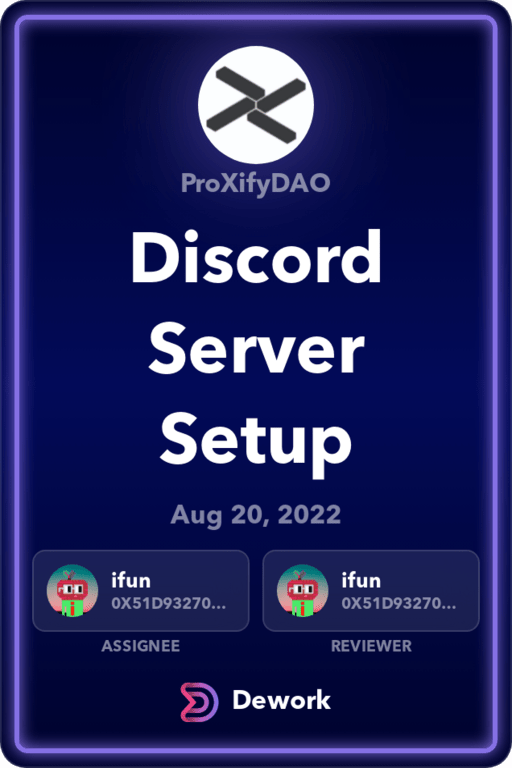 ProXifyDAO
Discord
Server
Setup
Aug 20, 2022
ifun
0X51D93270...
ASSIGNEE
ifun
0X51D93270...
REVIEWER
Dework